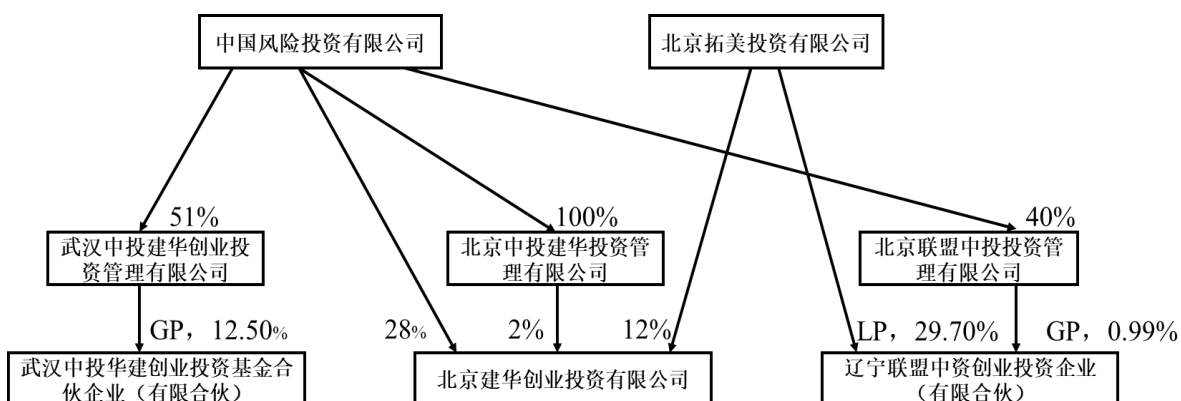 中国风险投资有限公司
北京拓美投资有限公司
51%
100%
40%
武汉中投建华创业投
资管理有限公司
北京中投建华投资管
理有限公司
北京联盟中投投资管
理有限公司
GP，12.50%
28%
2%
12%
LP，29.70%
GP，0.99%
武汉中投华建创业投资基金合
伙企业（有限合伙）
北京建华创业投资有限公司
辽宁联盟中资创业投资企业
（有限合伙）